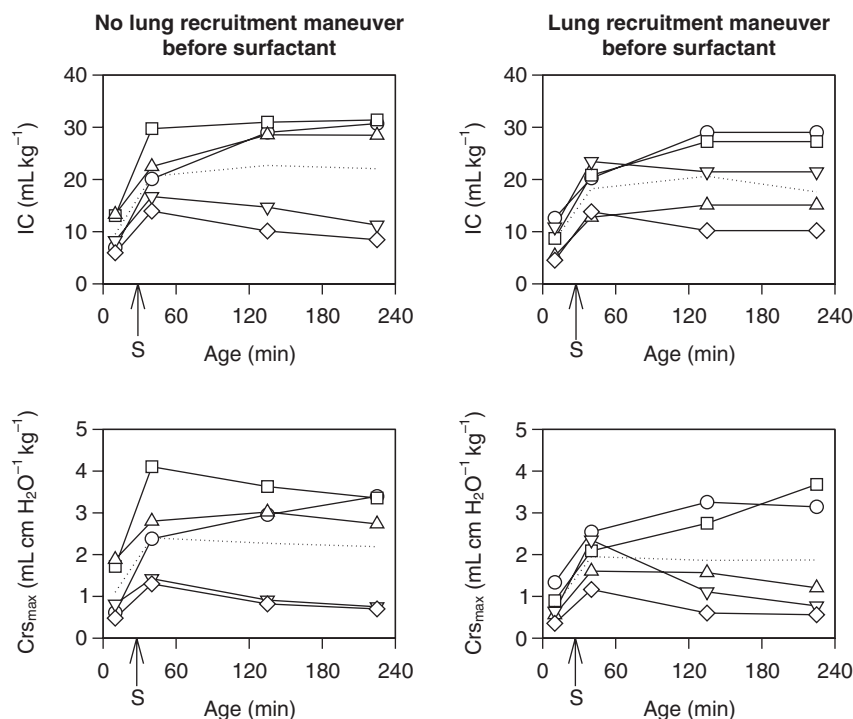 No lung recruitment maneuver
before surfactant
Lung recruitment maneuver
before surfactant
IC (mL kg⁻¹)
40
30
20
10
0
0
60
120
180
240
S
Age (min)
IC (mL kg⁻¹)
40
30
20
10
0
0
60
120
180
240
S
Age (min)
Crsmax (mL cm H₂O⁻¹ kg⁻¹)
5
4
3
2
1
0
0
60
120
180
240
S
Age (min)
Crsmax (mL cm H₂O⁻¹ kg⁻¹)
5
4
3
2
1
0
0
60
120
180
240
S
Age (min)